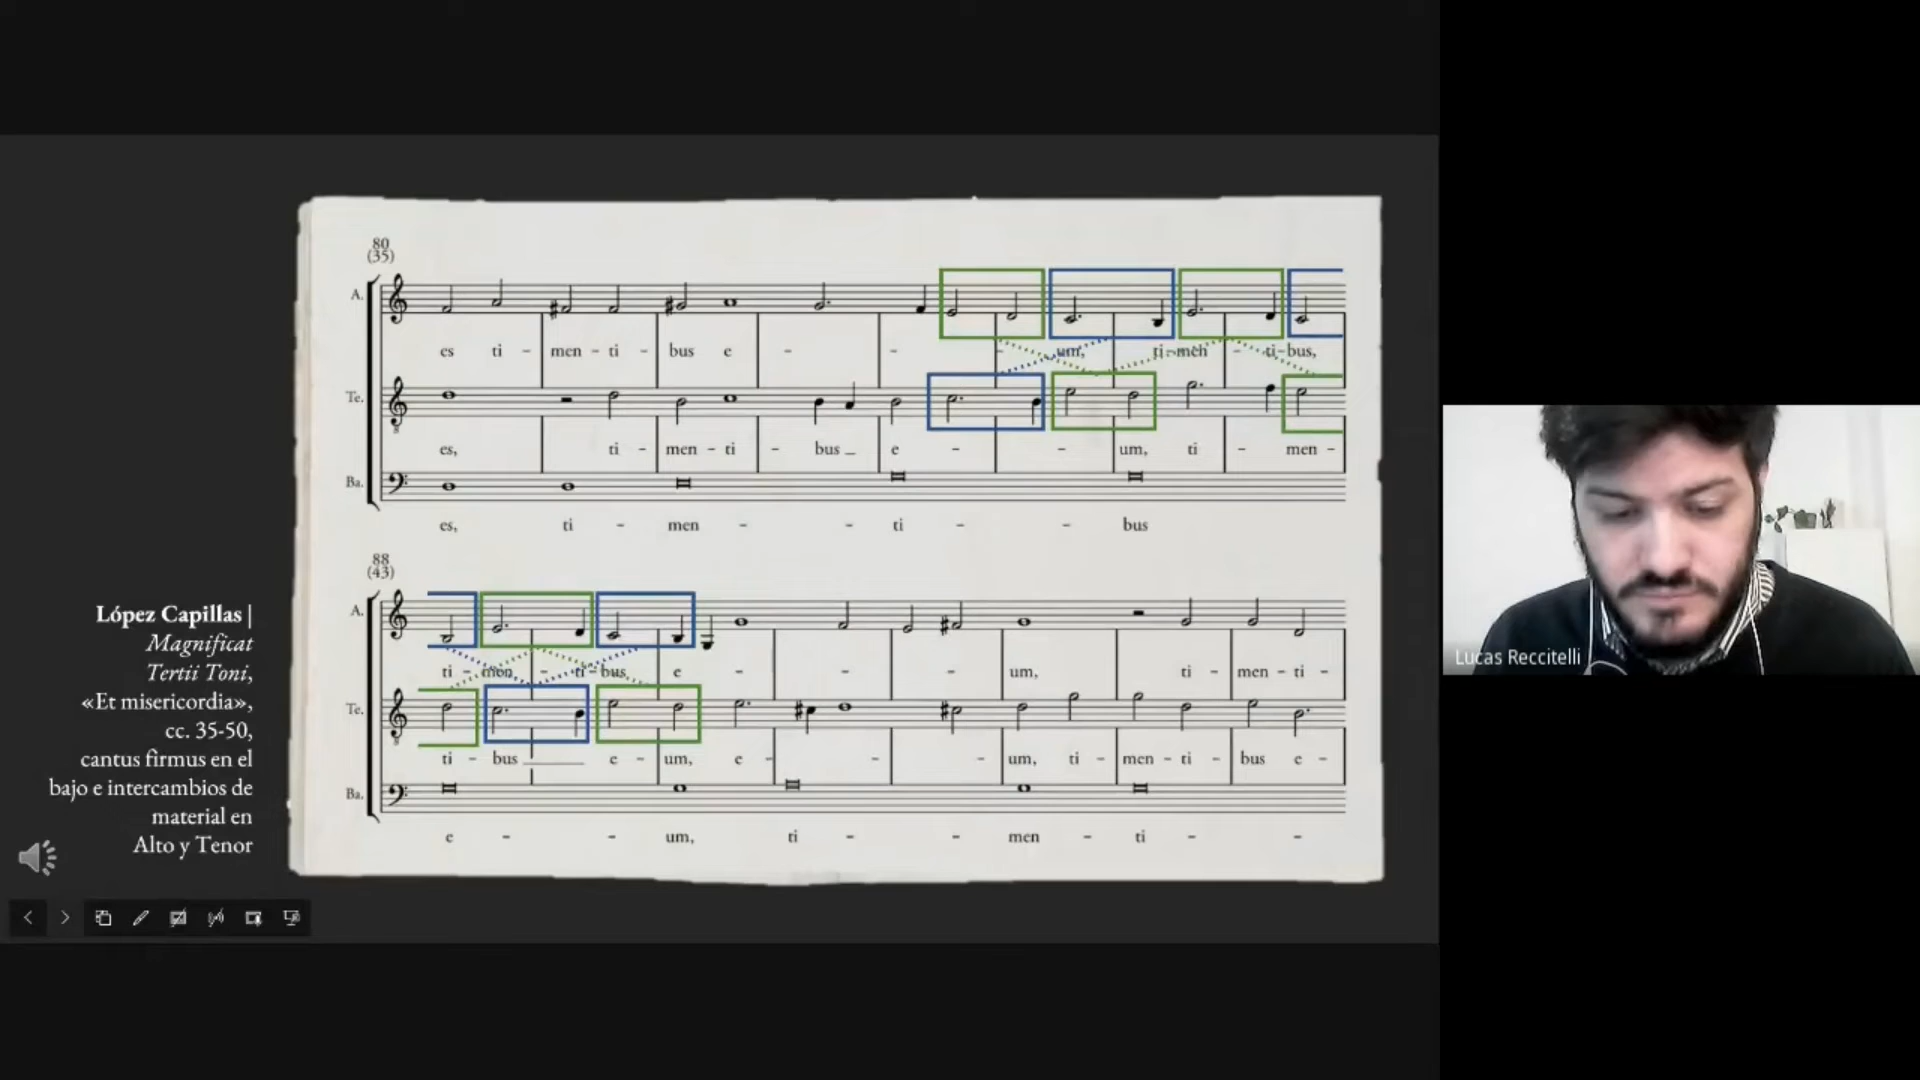 80
(35)
A.
es ti - men - ti - bus e - - - um, ti - men - ti - bus,
Te.
es, ti - men - ti - bus _ e - - um, ti - men -
Ba.
es, ti - men - - ti - - bus
88
(43)
A.
ti - men - ti - bus e - - - um, ti - men - ti -
Te.
ti - bus ____ e - um, e - - - um, ti - men - ti - bus e -
Ba.
e - - um, ti - - men - ti - -
López Capillas |
Magnificat
Tertii Toni,
«Et misericordia»,
cc. 35-50,
cantus firmus en el
bajo e intercambios de
material en
Alto y Tenor
Lucas Reccitelli